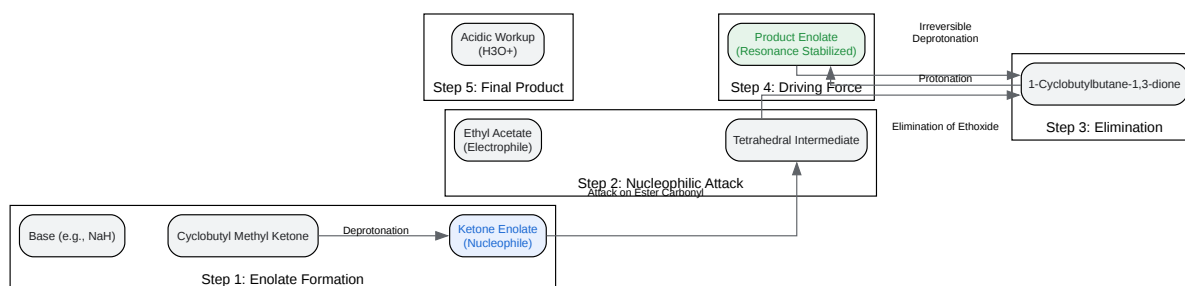 Acidic Workup
(H3O+)
Step 5: Final Product
Product Enolate
(Resonance Stabilized)
Step 4: Driving Force
Irreversible
Deprotonation
Protonation
1-Cyclobutylbutane-1,3-dione
Step 3: Elimination
Elimination of Ethoxide
Ethyl Acetate
(Electrophile)
Tetrahedral Intermediate
Step 2: Nucleophilic Attack
Attack on Ester Carbonyl
Base (e.g., NaH)
Cyclobutyl Methyl Ketone
Deprotonation
Ketone Enolate
(Nucleophile)
Step 1: Enolate Formation